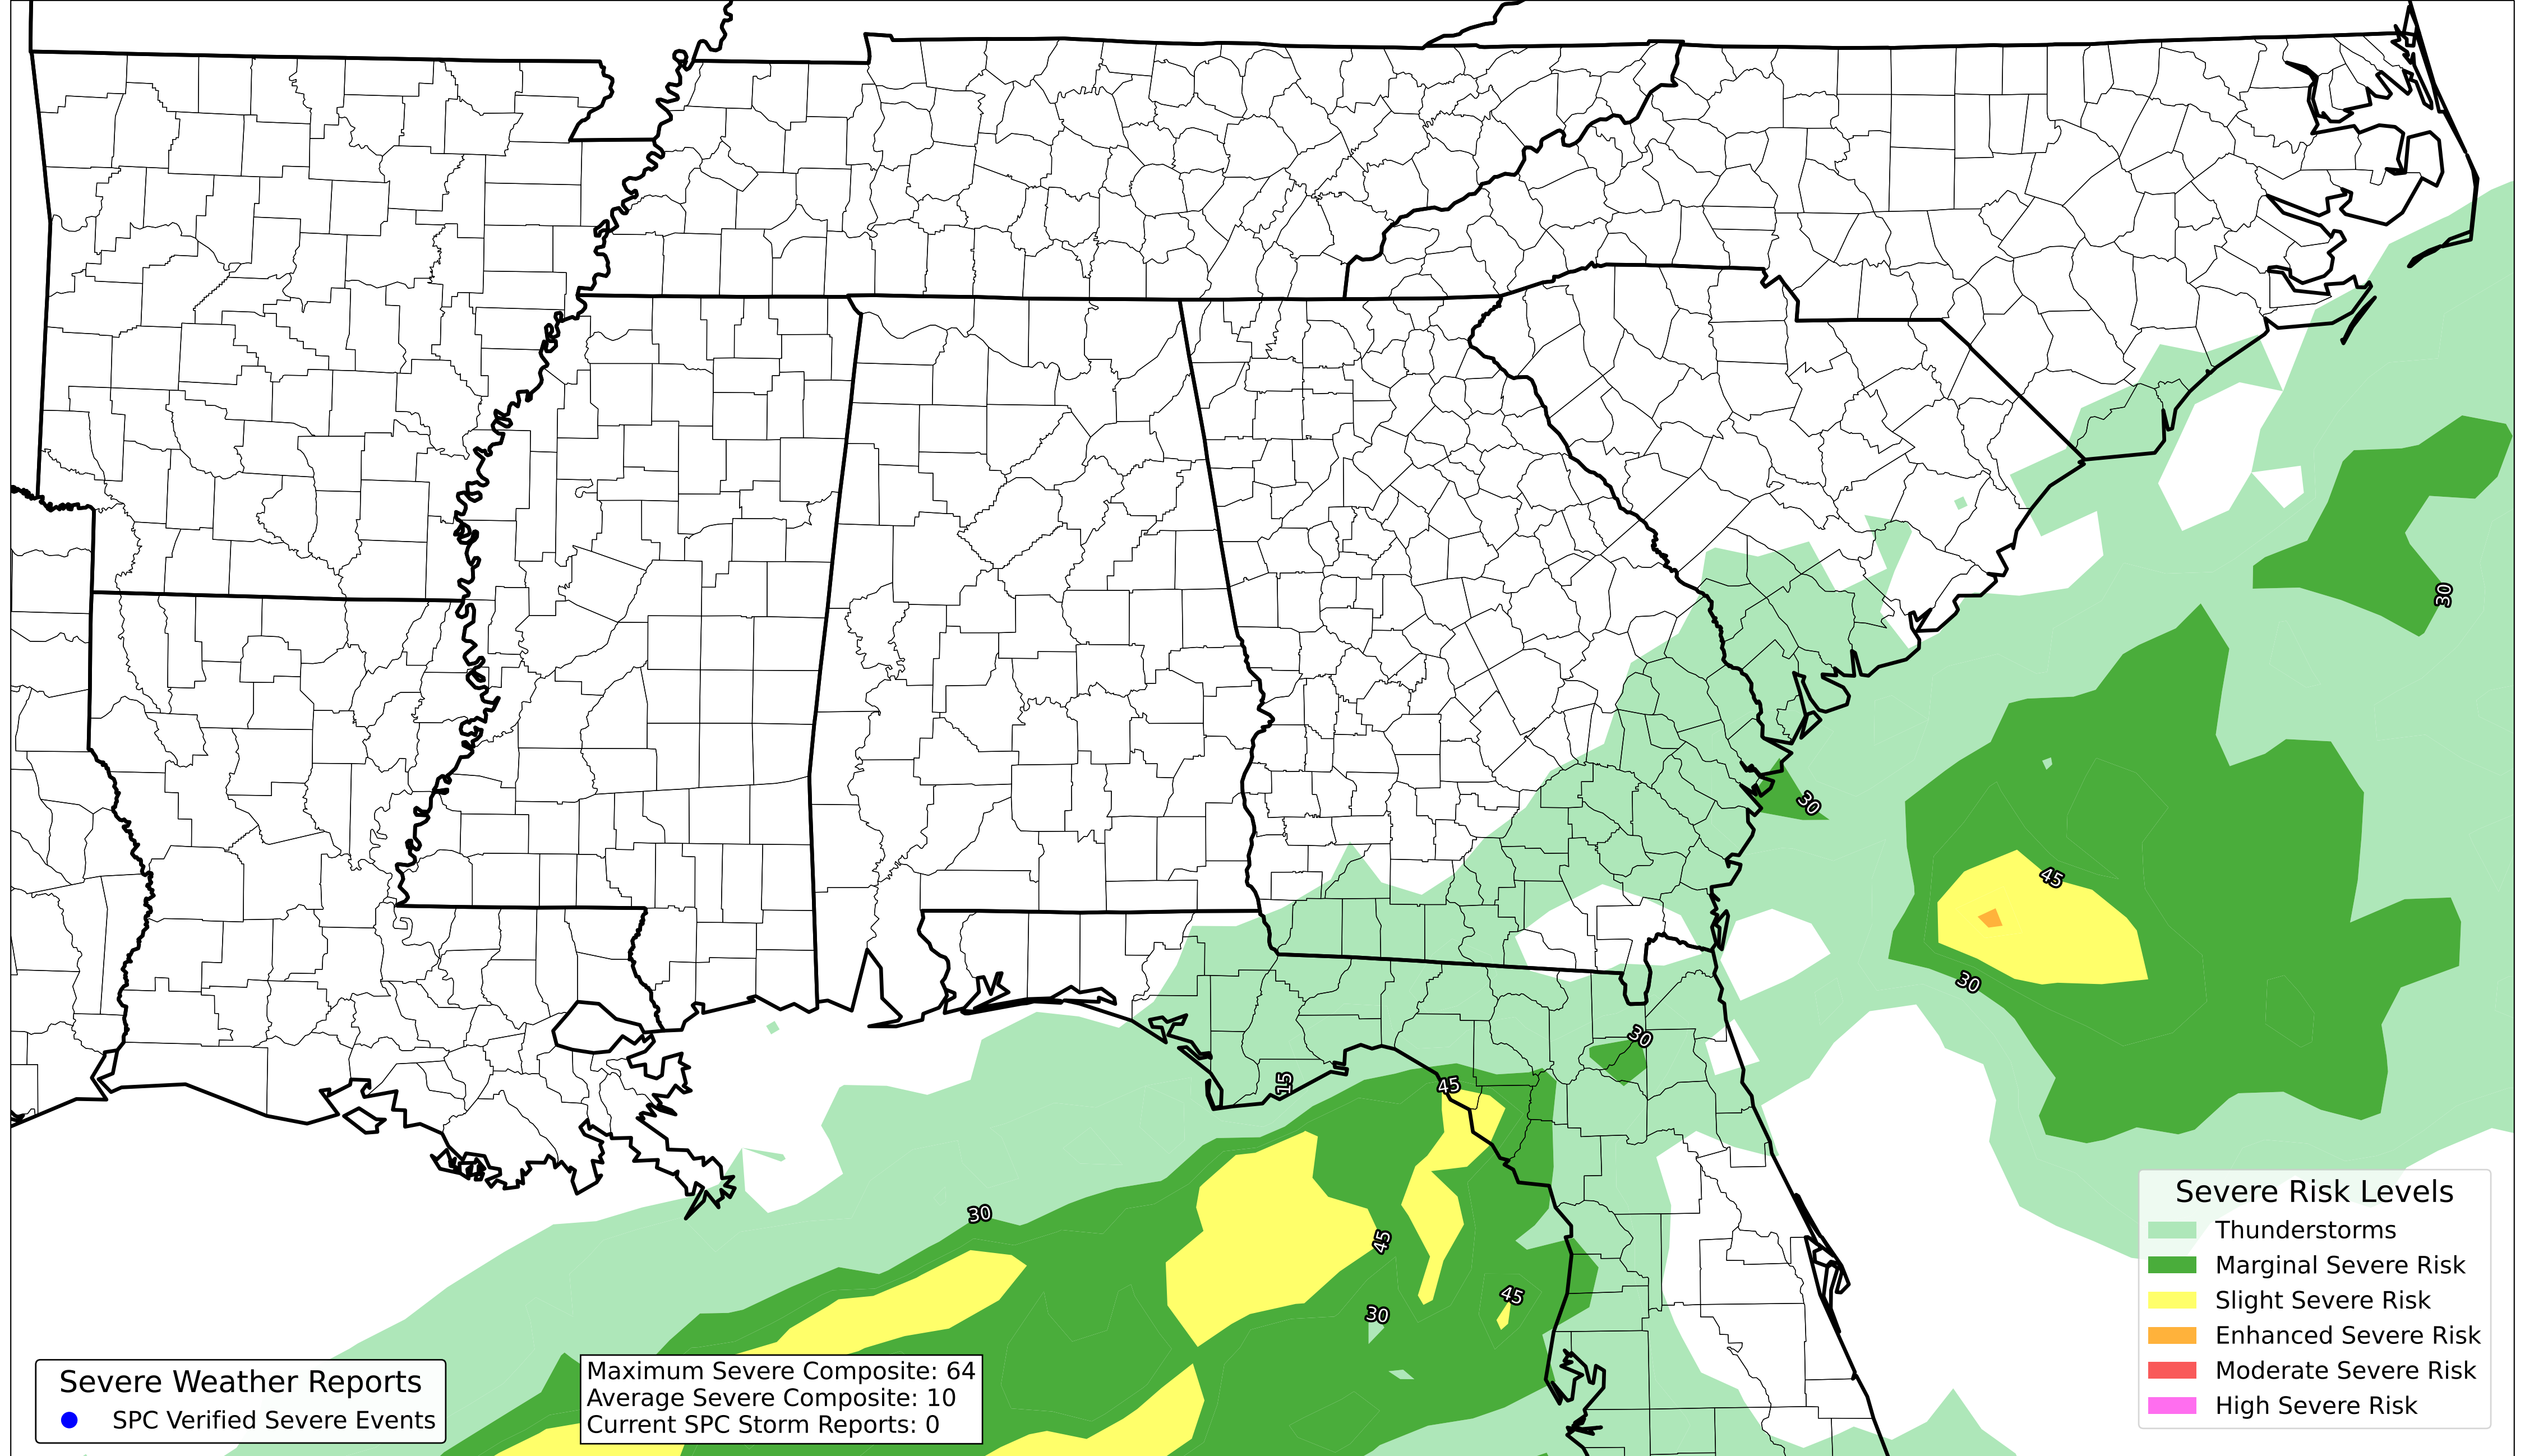 30
30
45
30
30
45
15
30
45
45
30
Severe Risk Levels
Thunderstorms
Marginal Severe Risk
Slight Severe Risk
Enhanced Severe Risk
Moderate Severe Risk
High Severe Risk
Severe Weather Reports
SPC Verified Severe Events
Maximum Severe Composite: 64
Average Severe Composite: 10
Current SPC Storm Reports: 0